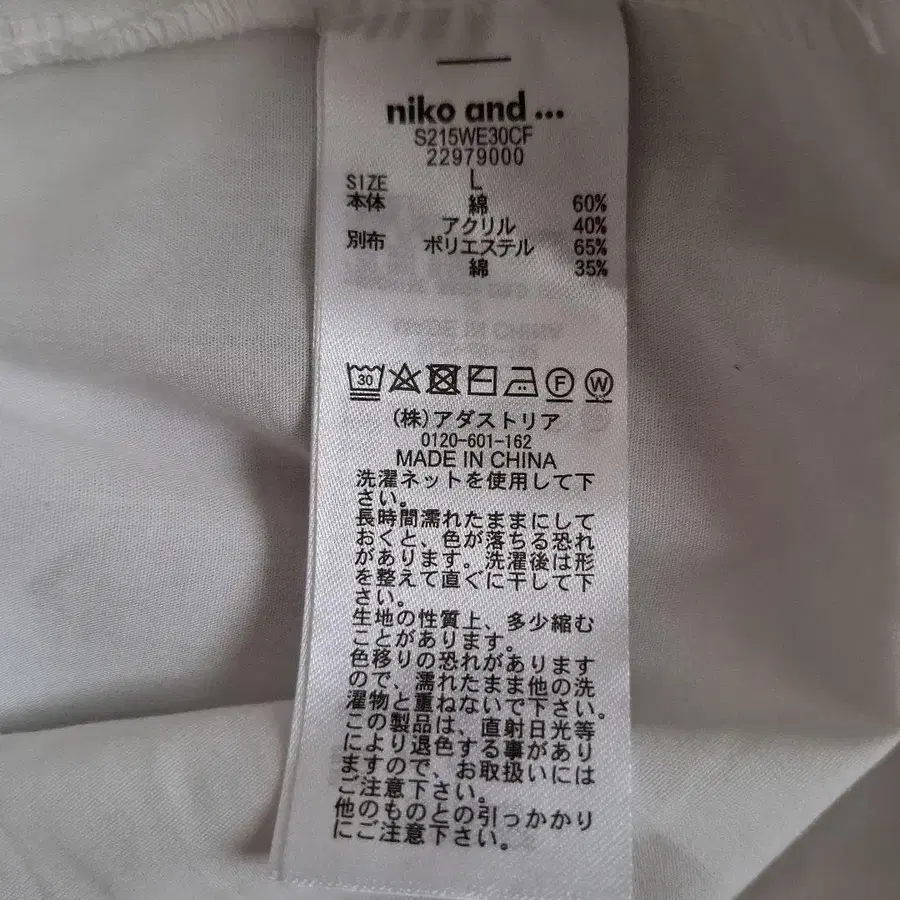 niko and ...
S215WE30CF
22979000
SIZE L
本体 綿 60%
アクリル 40%
別布 ポリエステル 65%
綿 35%
30 F W
(株)アダストリア
0120-601-162
MADE IN CHINA
洗濯ネットを使用して下
さい。
長時間濡れたままにして
おくと、色が落ちる恐れ
があります。洗濯後は形
を整えて直ぐに干して下
さい。
生地の性質上、多少縮む
ことがあります。
色移りの恐れがあります
ので、濡れたまま他の洗
濯物と重ねないで下さい。
この製品は、直射日光等
により退色する事があり
ますので、お取扱いには
ご注意下さい。
他のものとの引っかかり
にご注意下さい。